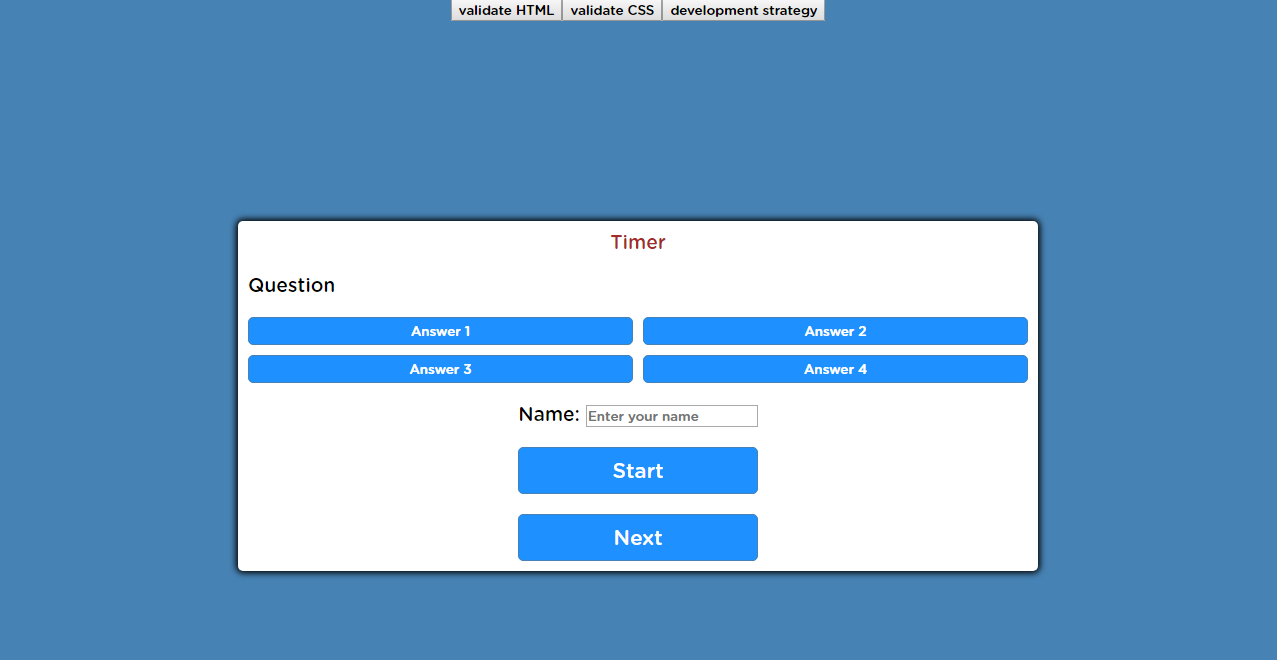 validate HTML validate CSS development strategy
Timer
Question
Answer 1 Answer 2
Answer 3 Answer 4
Name: Enter your name
Start
Next